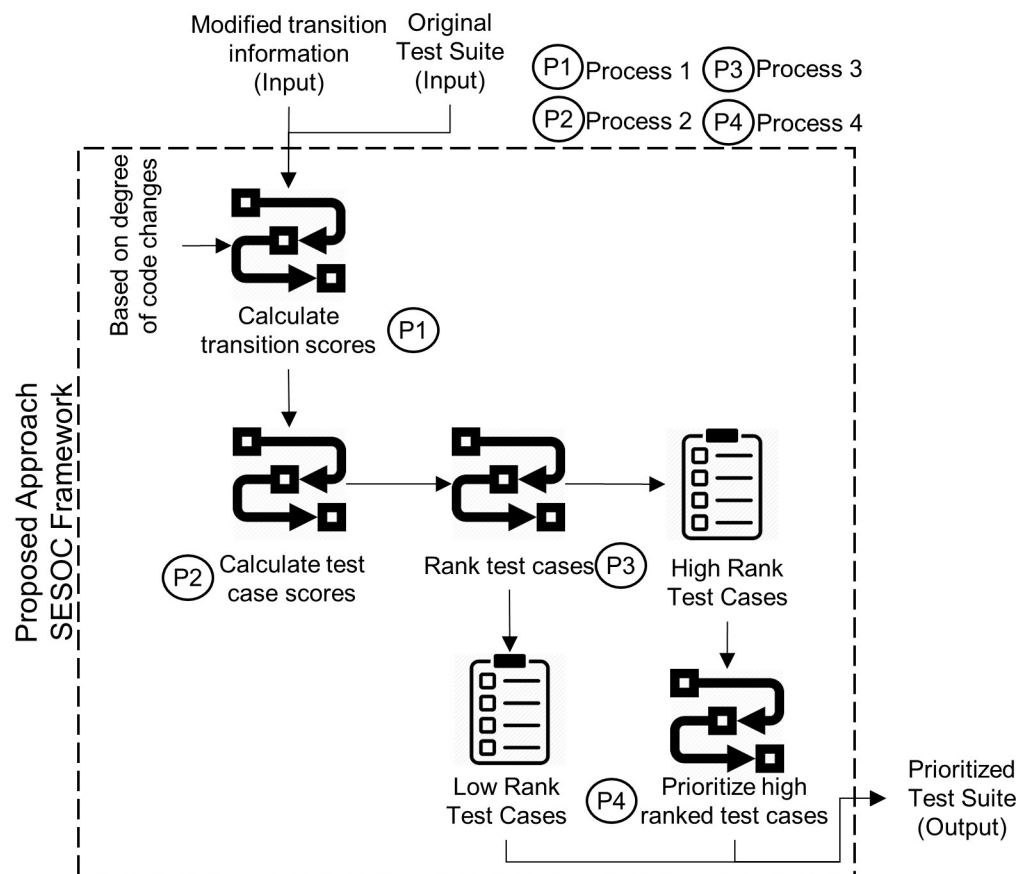 Modified transition
information
(Input)
Original
Test Suite
(Input)
P1 Process 1
P3 Process 3
P2 Process 2
P4 Process 4
Based on degree
of code changes
Calculate
transition scores
P1
Proposed Approach
SESOC Framework
P2
Calculate test
case scores
Rank test cases
P3
High Rank
Test Cases
Low Rank
Test Cases
P4
Prioritize high
ranked test cases
Prioritized
Test Suite
(Output)